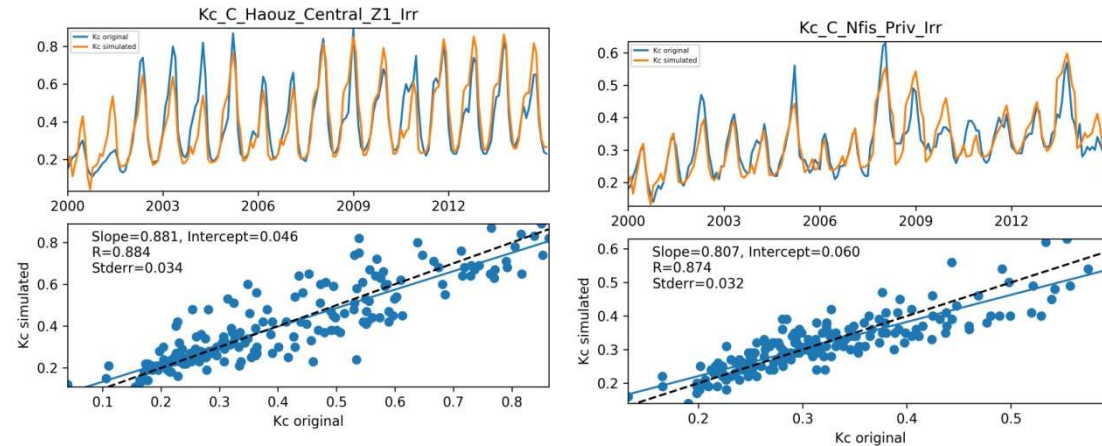 Kc_C_Haouz_Central_Z1_Irr
Kc original
Kc simulated
0.8
0.6
0.4
0.2
2000 2003 2006 2009 2012
Slope=0.881, Intercept=0.046
R=0.884
Stderr=0.034
Kc simulated
0.8
0.6
0.4
0.2
0.1 0.2 0.3 0.4 0.5 0.6 0.7 0.8
Kc original
Kc_C_Nfis_Priv_Irr
Kc original
Kc simulated
0.6
0.5
0.4
0.3
0.2
2000 2003 2006 2009 2012
Slope=0.807, Intercept=0.060
R=0.874
Stderr=0.032
Kc simulated
0.6
0.5
0.4
0.3
0.2
0.2 0.3 0.4 0.5
Kc original